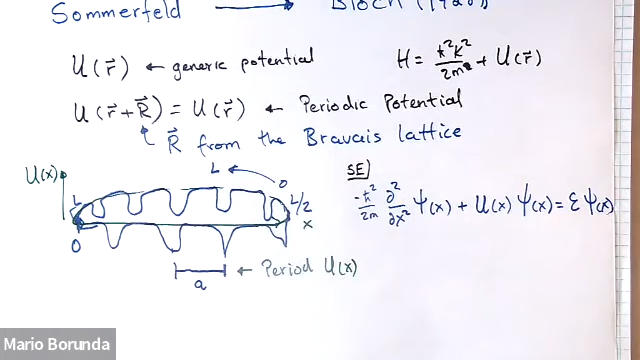 Sommerfeld → Bloch (1928)
U(r⃗) ← generic potential
H = ħ²k²/2m + U(r⃗)
U(r⃗+R⃗) = U(r⃗) ← Periodic Potential
R⃗ from the Bravais lattice
U(x)
L
L ← 0
L/2
x
0
a
← Period U(x)
SE)
-ħ²/2m ∂²/∂x² Ψ(x) + U(x) Ψ(x) = ε Ψ(x)
Mario Borunda